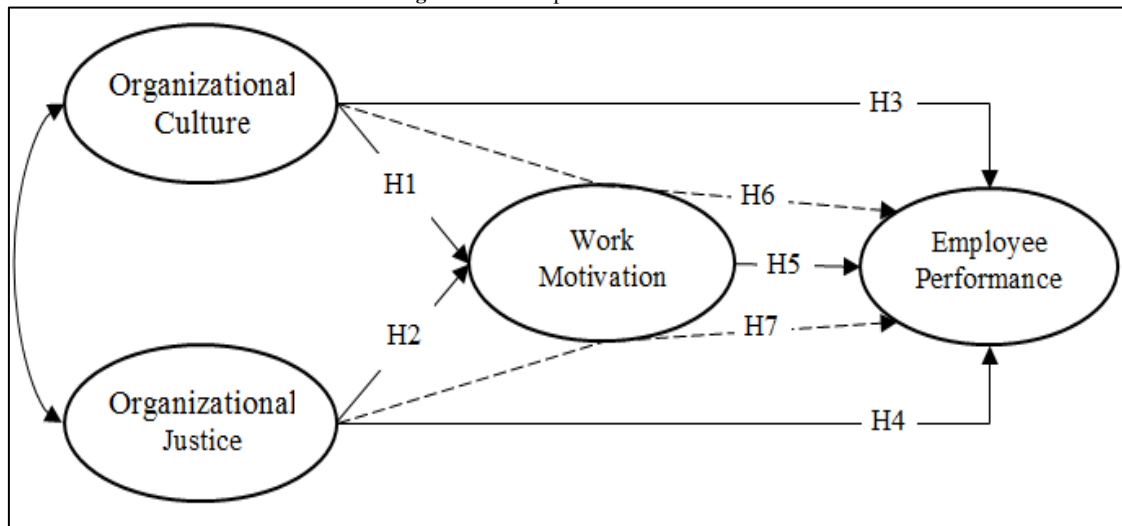 Organizational
Culture
H3
H1
H6
Work
Motivation
H5
Employee
Performance
H2
H7
Organizational
Justice
H4